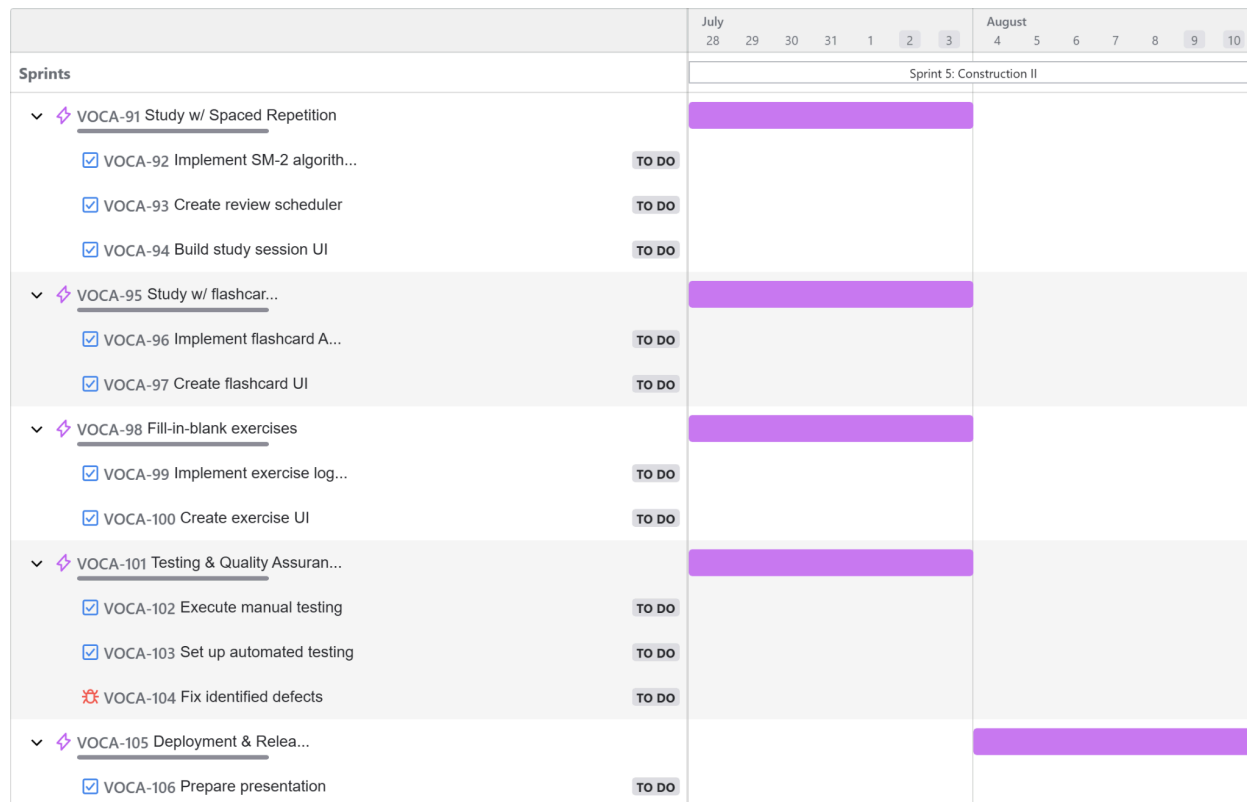 July August
28 29 30 31 1 2 3 4 5 6 7 8 9 10
Sprints Sprint 5: Construction II
VOCA-91 Study w/ Spaced Repetition
VOCA-92 Implement SM-2 algorith... TO DO
VOCA-93 Create review scheduler TO DO
VOCA-94 Build study session UI TO DO
VOCA-95 Study w/ flashcar...
VOCA-96 Implement flashcard A... TO DO
VOCA-97 Create flashcard UI TO DO
VOCA-98 Fill-in-blank exercises
VOCA-99 Implement exercise log... TO DO
VOCA-100 Create exercise UI TO DO
VOCA-101 Testing & Quality Assuran...
VOCA-102 Execute manual testing TO DO
VOCA-103 Set up automated testing TO DO
VOCA-104 Fix identified defects TO DO
VOCA-105 Deployment & Relea...
VOCA-106 Prepare presentation TO DO